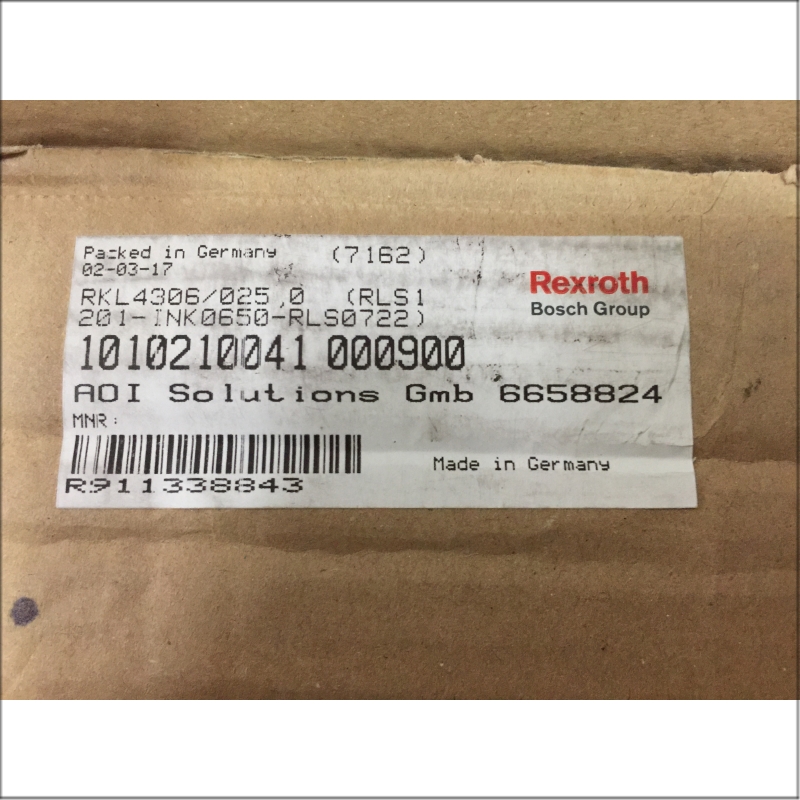 Packed in Germany (7162)
02-03-17
RKL4306/025,0 (RLS1
201-INK0650-RLS0722)
Rexroth
Bosch Group
1010210041 000900
AOI Solutions Gmb 6658824
MNR:
R911338843
Made in Germany